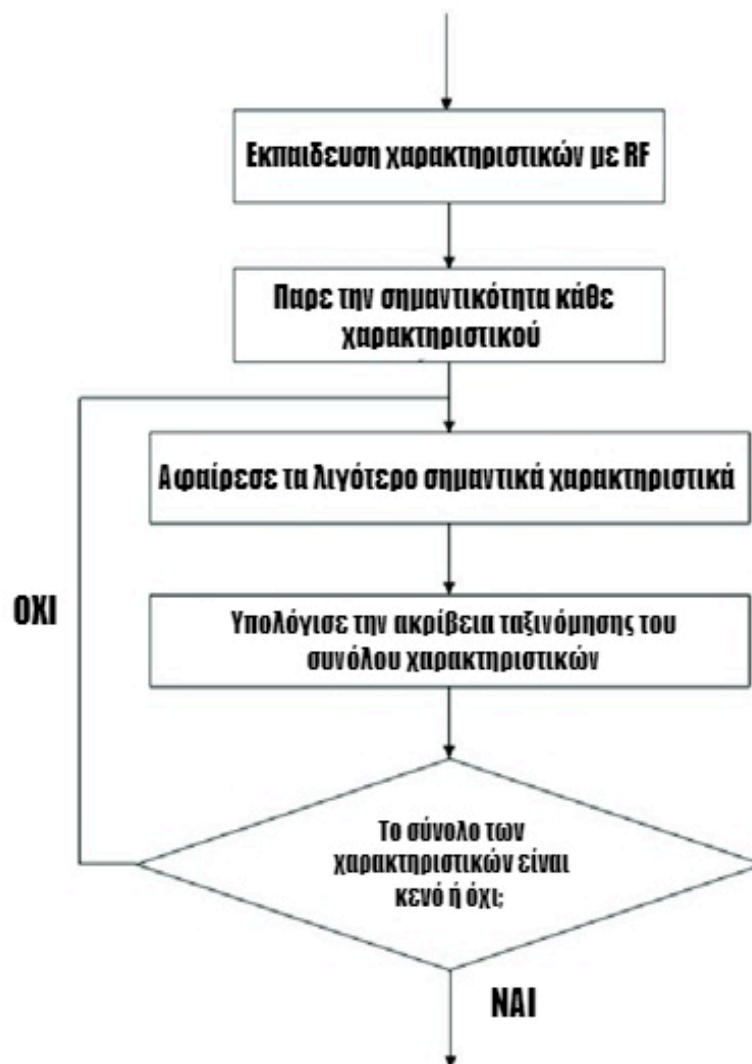 Εκπαιδευση χαρακτηριστικών με RF
Παρε την σημαντικότητα κάθε
χαρακτηριστικού
Αφαίρεσε τα λιγότερο σημαντικά χαρακτηριστικά
ΟΧΙ
Υπολόγισε την ακρίβεια ταξινόμησης του
συνόλου χαρακτηριστικών
Το σύνολο των
χαρακτηριστικών είναι
κενό ή όχι;
ΝΑΙ